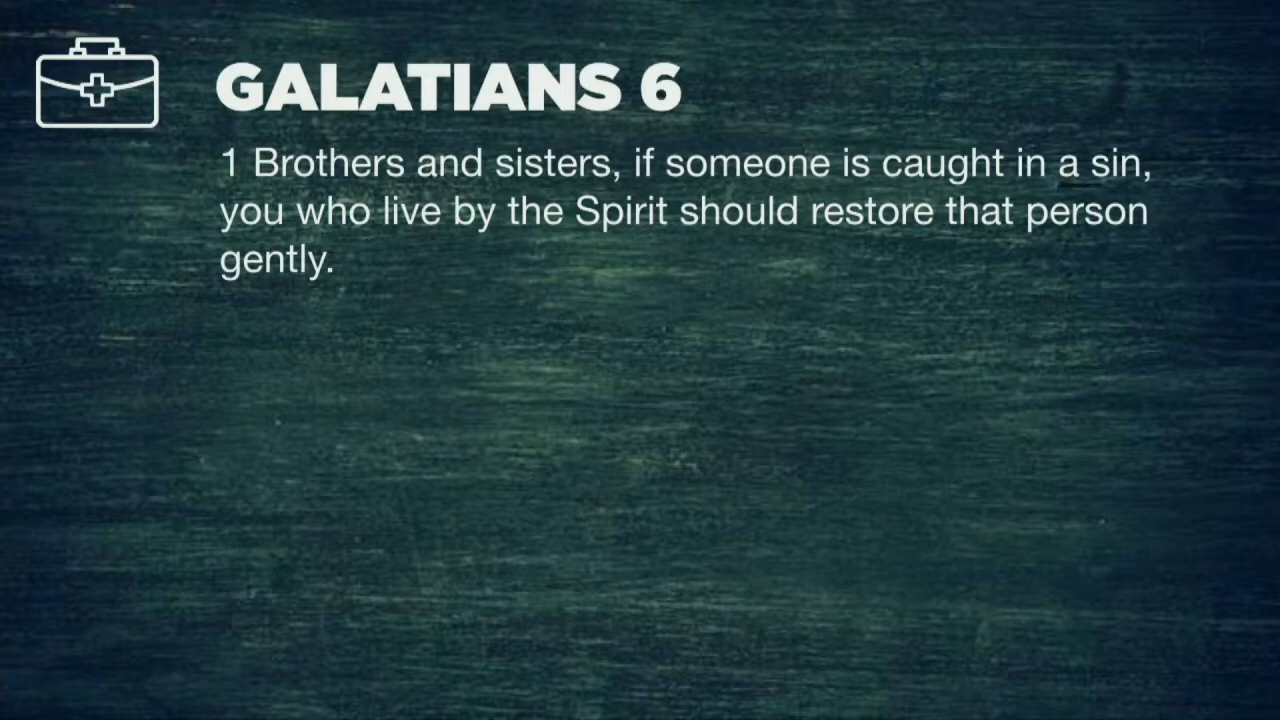 GALATIANS 6
1 Brothers and sisters, if someone is caught in a sin,
you who live by the Spirit should restore that person
gently.